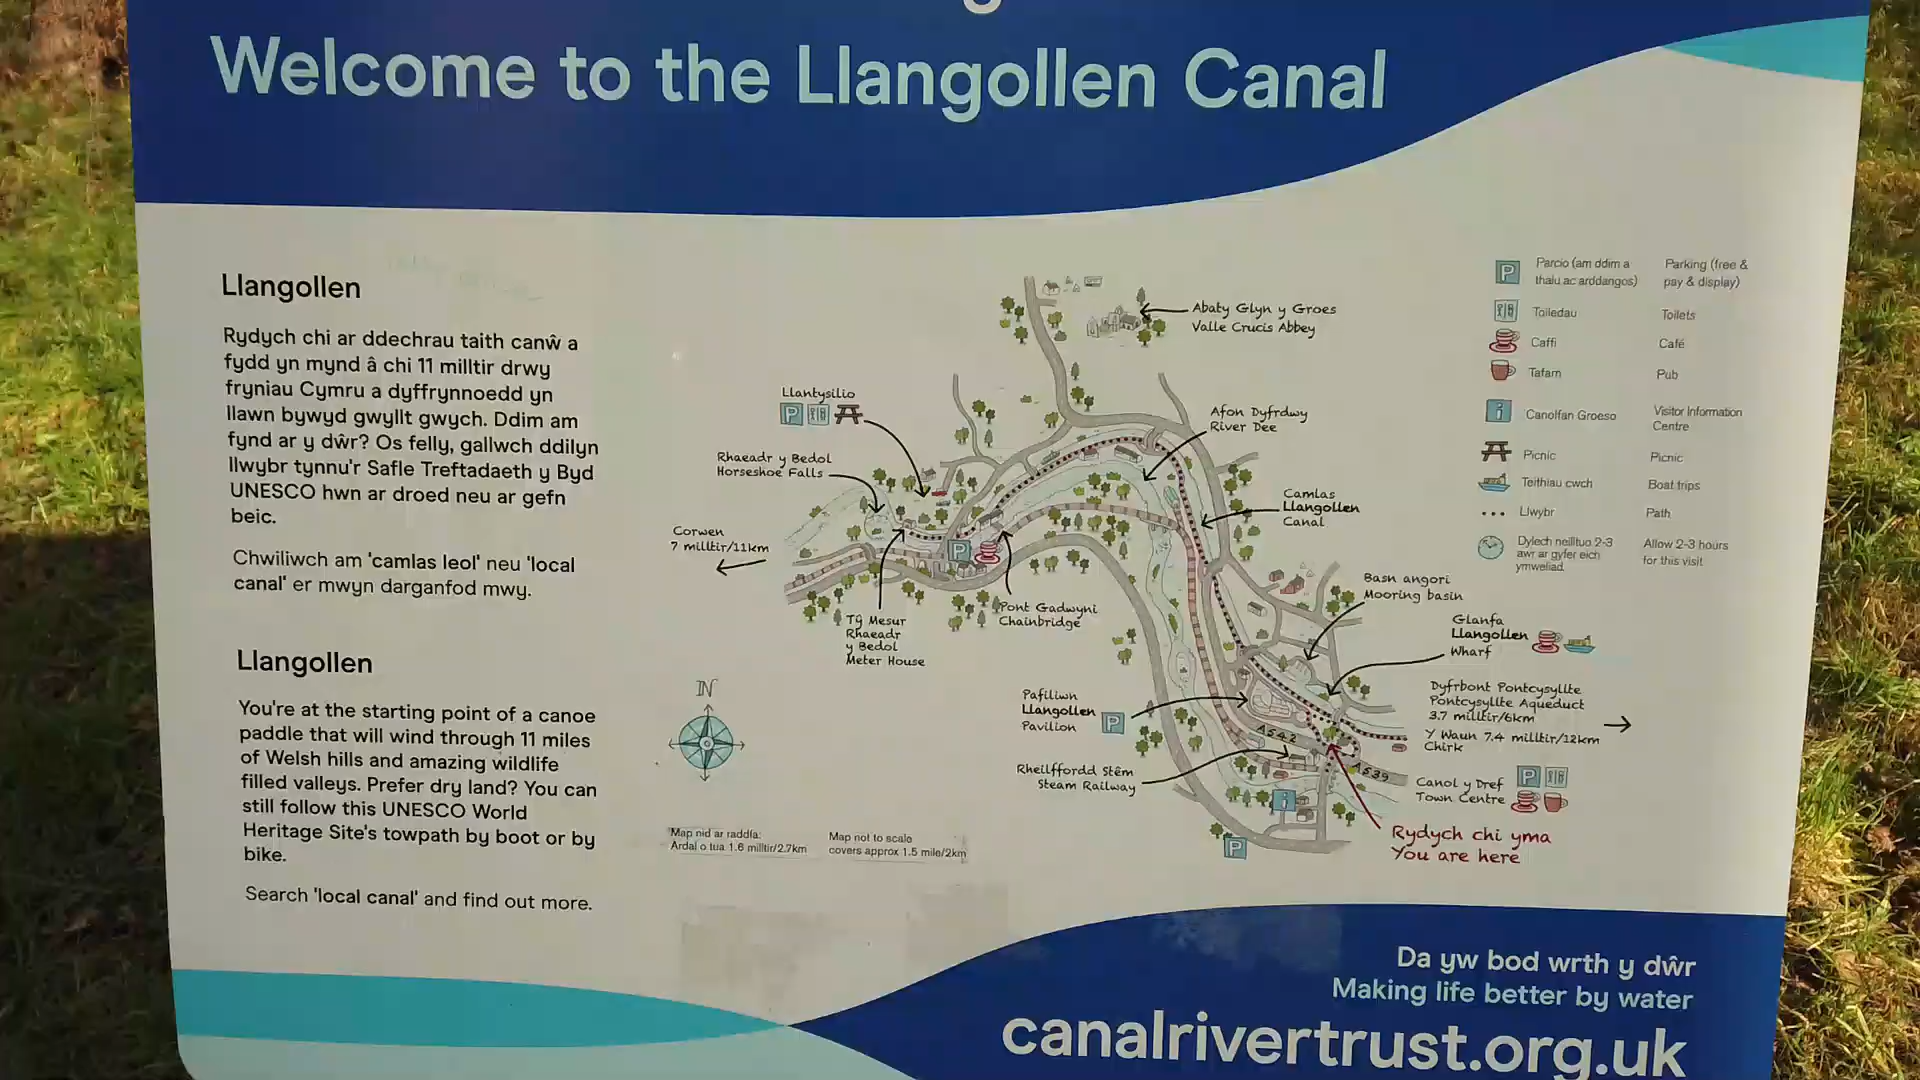 Welcome to the Llangollen Canal
Llangollen
Rydych chi ar ddechrau taith canŵ a
fydd yn mynd â chi 11 milltir drwy
fryniau Cymru a dyffrynnoedd yn
llawn bywyd gwyllt gwych. Ddim am
fynd ar y dŵr? Os felly, gallwch ddilyn
llwybr tynnu'r Safle Treftadaeth y Byd
UNESCO hwn ar droed neu ar gefn
beic.
Chwiliwch am 'camlas leol' neu 'local
canal' er mwyn darganfod mwy.
Llangollen
You're at the starting point of a canoe
paddle that will wind through 11 miles
of Welsh hills and amazing wildlife
filled valleys. Prefer dry land? You can
still follow this UNESCO World
Heritage Site's towpath by boot or by
bike.
Search 'local canal' and find out more.
Abaty Glyn y Groes
Valle Crucis Abbey
Llantysilio
P
Afon Dyfrdwy
River Dee
Rhaeadr y Bedol
Horseshoe Falls
Camlas
Llangollen
Canal
Corwen
7 milltir/11km
P
Basn angori
Mooring basin
Pont Gadwyni
Chainbridge
Tŷ Mesur
Rhaeadr
y Bedol
Meter House
Glanfa
Llangollen
Wharf
N
Pafiliwn
Llangollen
Pavilion
P
Dyfrbont Pontcysyllte
Pontcysyllte Aqueduct
3.7 milltir/6km
Y Waun 7.4 milltir/12km
Chirk
A542
A539
Rheilffordd Stêm
Steam Railway
Canol y Dref
Town Centre
P
i
P
Rydych chi yma
You are here
Map nid ar raddfa:
Ardal o tua 1.6 milltir/2.7km
Map not to scale
covers approx 1.5 mile/2km
P
Parcio (am ddim a
thalu ac arddangos)
Parking (free &
pay & display)
Toiledau
Toilets
Caffi
Café
Tafarn
Pub
i
Canolfan Groeso
Visitor Information
Centre
Picnic
Picnic
Teithiau cwch
Boat trips
Llwybr
Path
Dylech neilltuo 2-3
awr ar gyfer eich
ymweliad.
Allow 2-3 hours
for this visit
Da yw bod wrth y dŵr
Making life better by water
canalrivertrust.org.uk